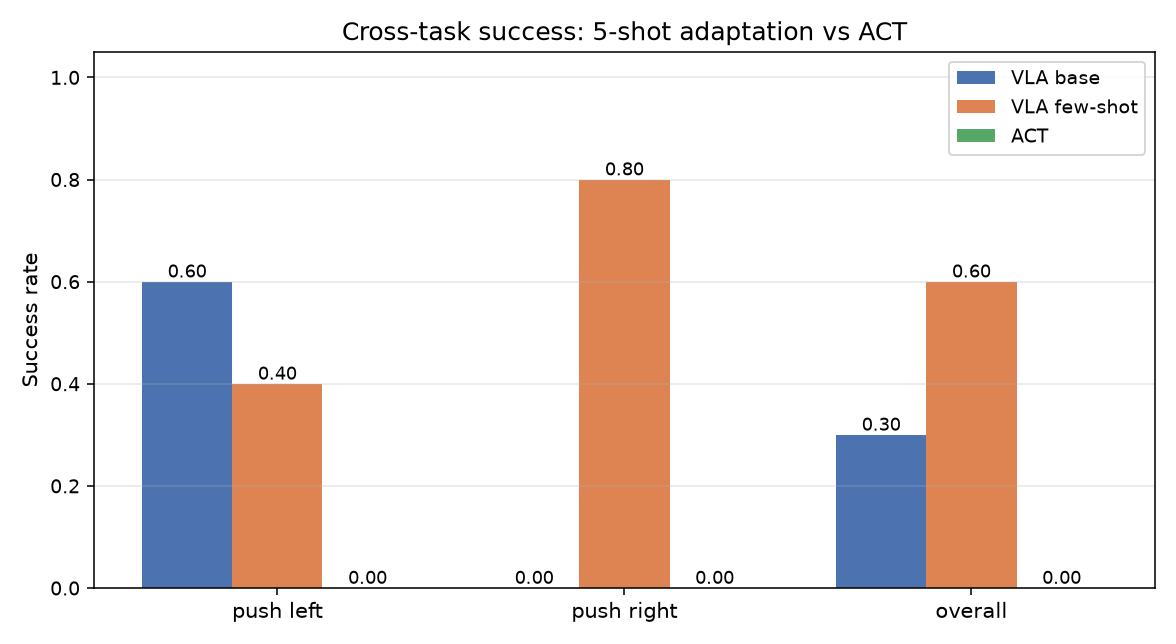 Cross-task success: 5-shot adaptation vs ACT
VLA base
VLA few-shot
ACT
Success rate
1.0
0.8
0.6
0.4
0.2
0.0
0.60
0.40
0.00
0.00
0.80
0.00
0.30
0.60
0.00
push left
push right
overall